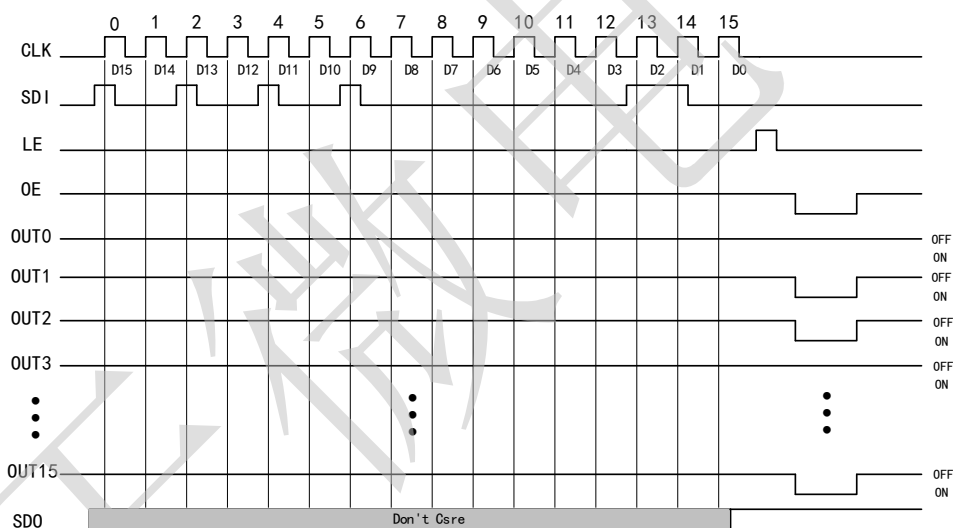 0 1 2 3 4 5 6 7 8 9 10 11 12 13 14 15
CLK
D15 D14 D13 D12 D11 D10 D9 D8 D7 D6 D5 D4 D3 D2 D1 D0
SDI
LE
OE
OUT0
OFF
ON
OUT1
OFF
ON
OUT2
OFF
ON
OUT3
OFF
ON
OUT15
OFF
ON
SDO
Don't Csre